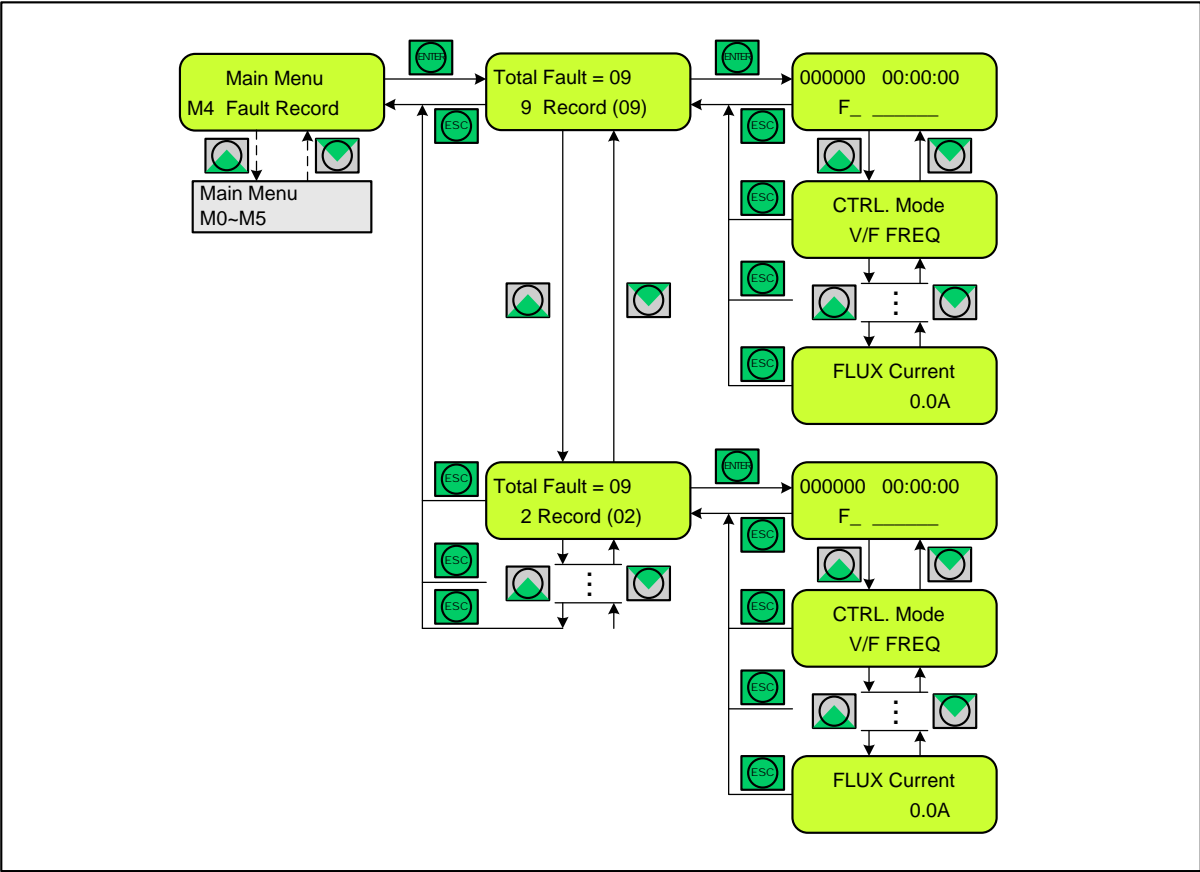 ENTER
ENTER
Main Menu
M4 Fault Record
Total Fault = 09
9 Record (09)
000000 00:00:00
F_ ______
ESC
ESC
Main Menu
M0~M5
ESC
CTRL. Mode
V/F FREQ
ESC
⋮
ESC
FLUX Current
0.0A
ENTER
ESC
Total Fault = 09
2 Record (02)
000000 00:00:00
F_ ______
ESC
ESC
⋮
ESC
ESC
CTRL. Mode
V/F FREQ
ESC
⋮
ESC
FLUX Current
0.0A